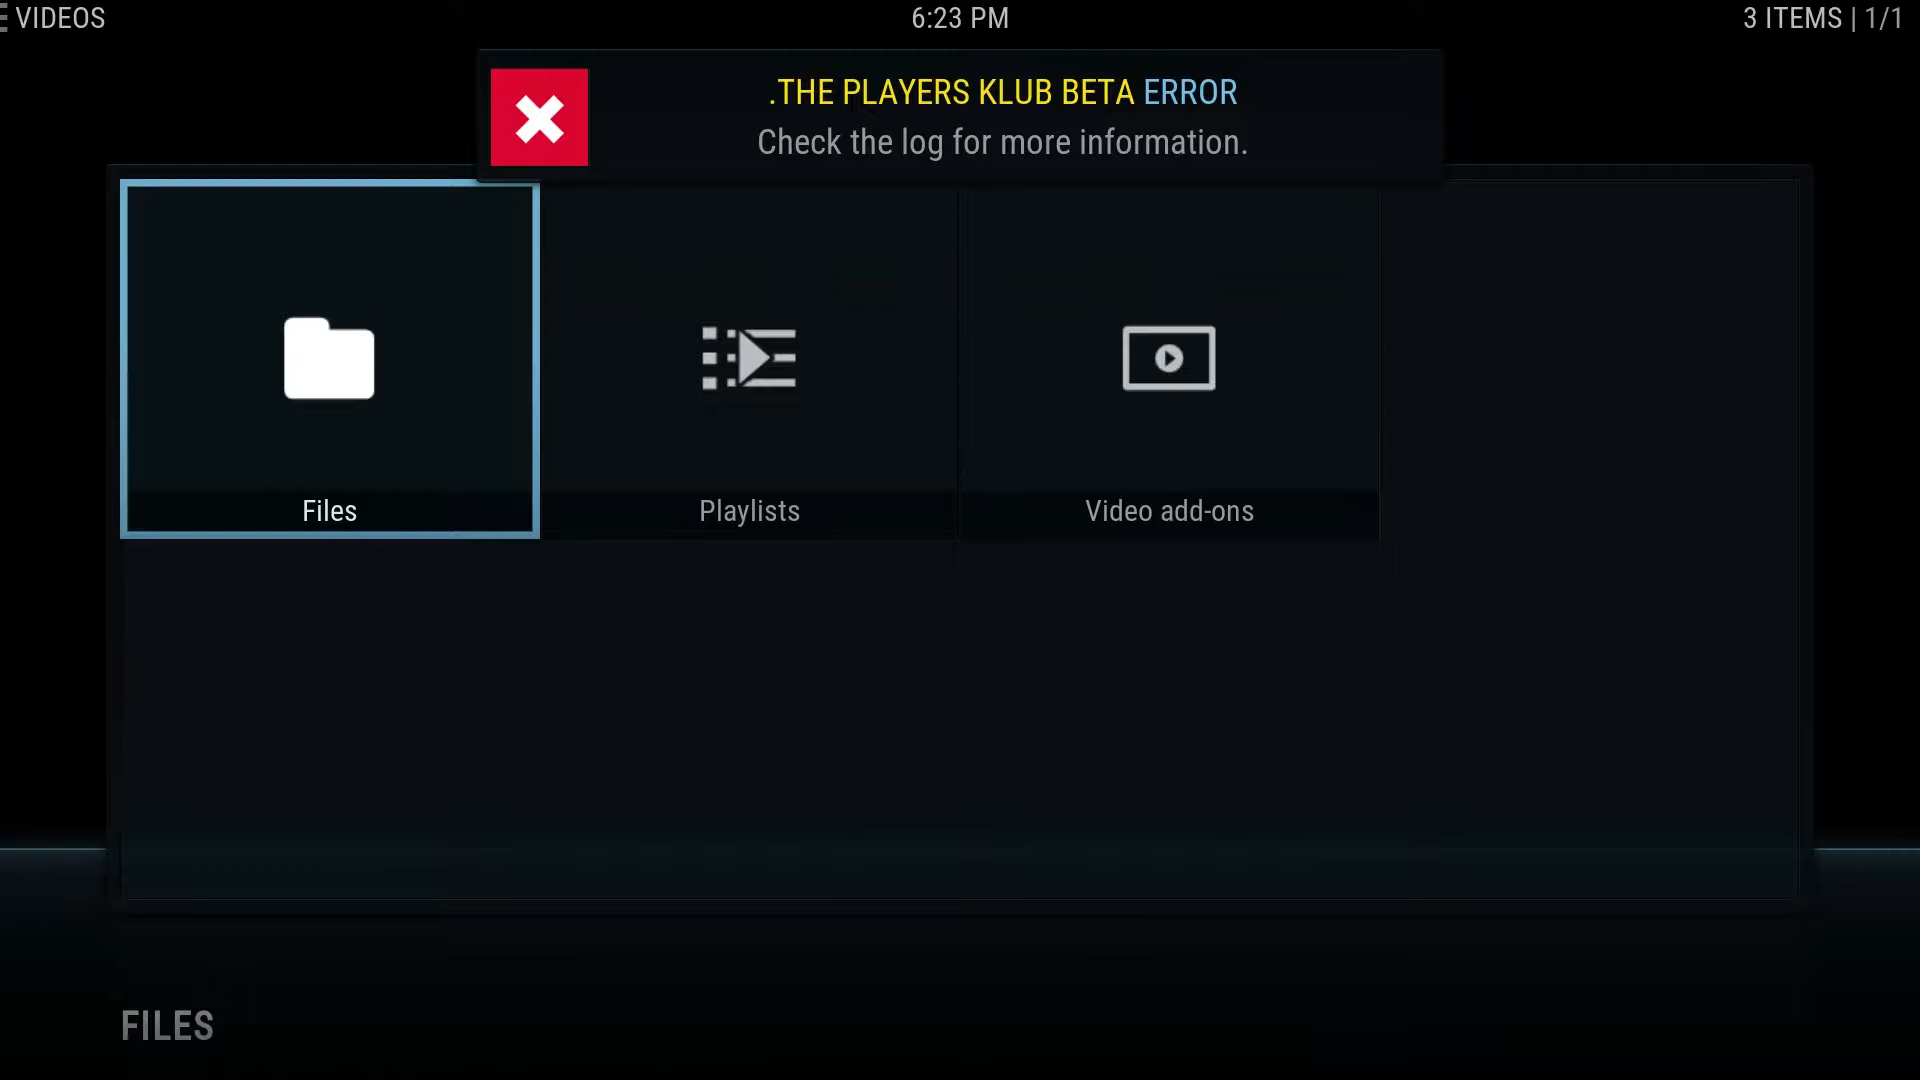 VIDEOS
6:23 PM
3 ITEMS | 1/1
.THE PLAYERS KLUB BETA ERROR
Check the log for more information.
Files
Playlists
Video add-ons
FILES